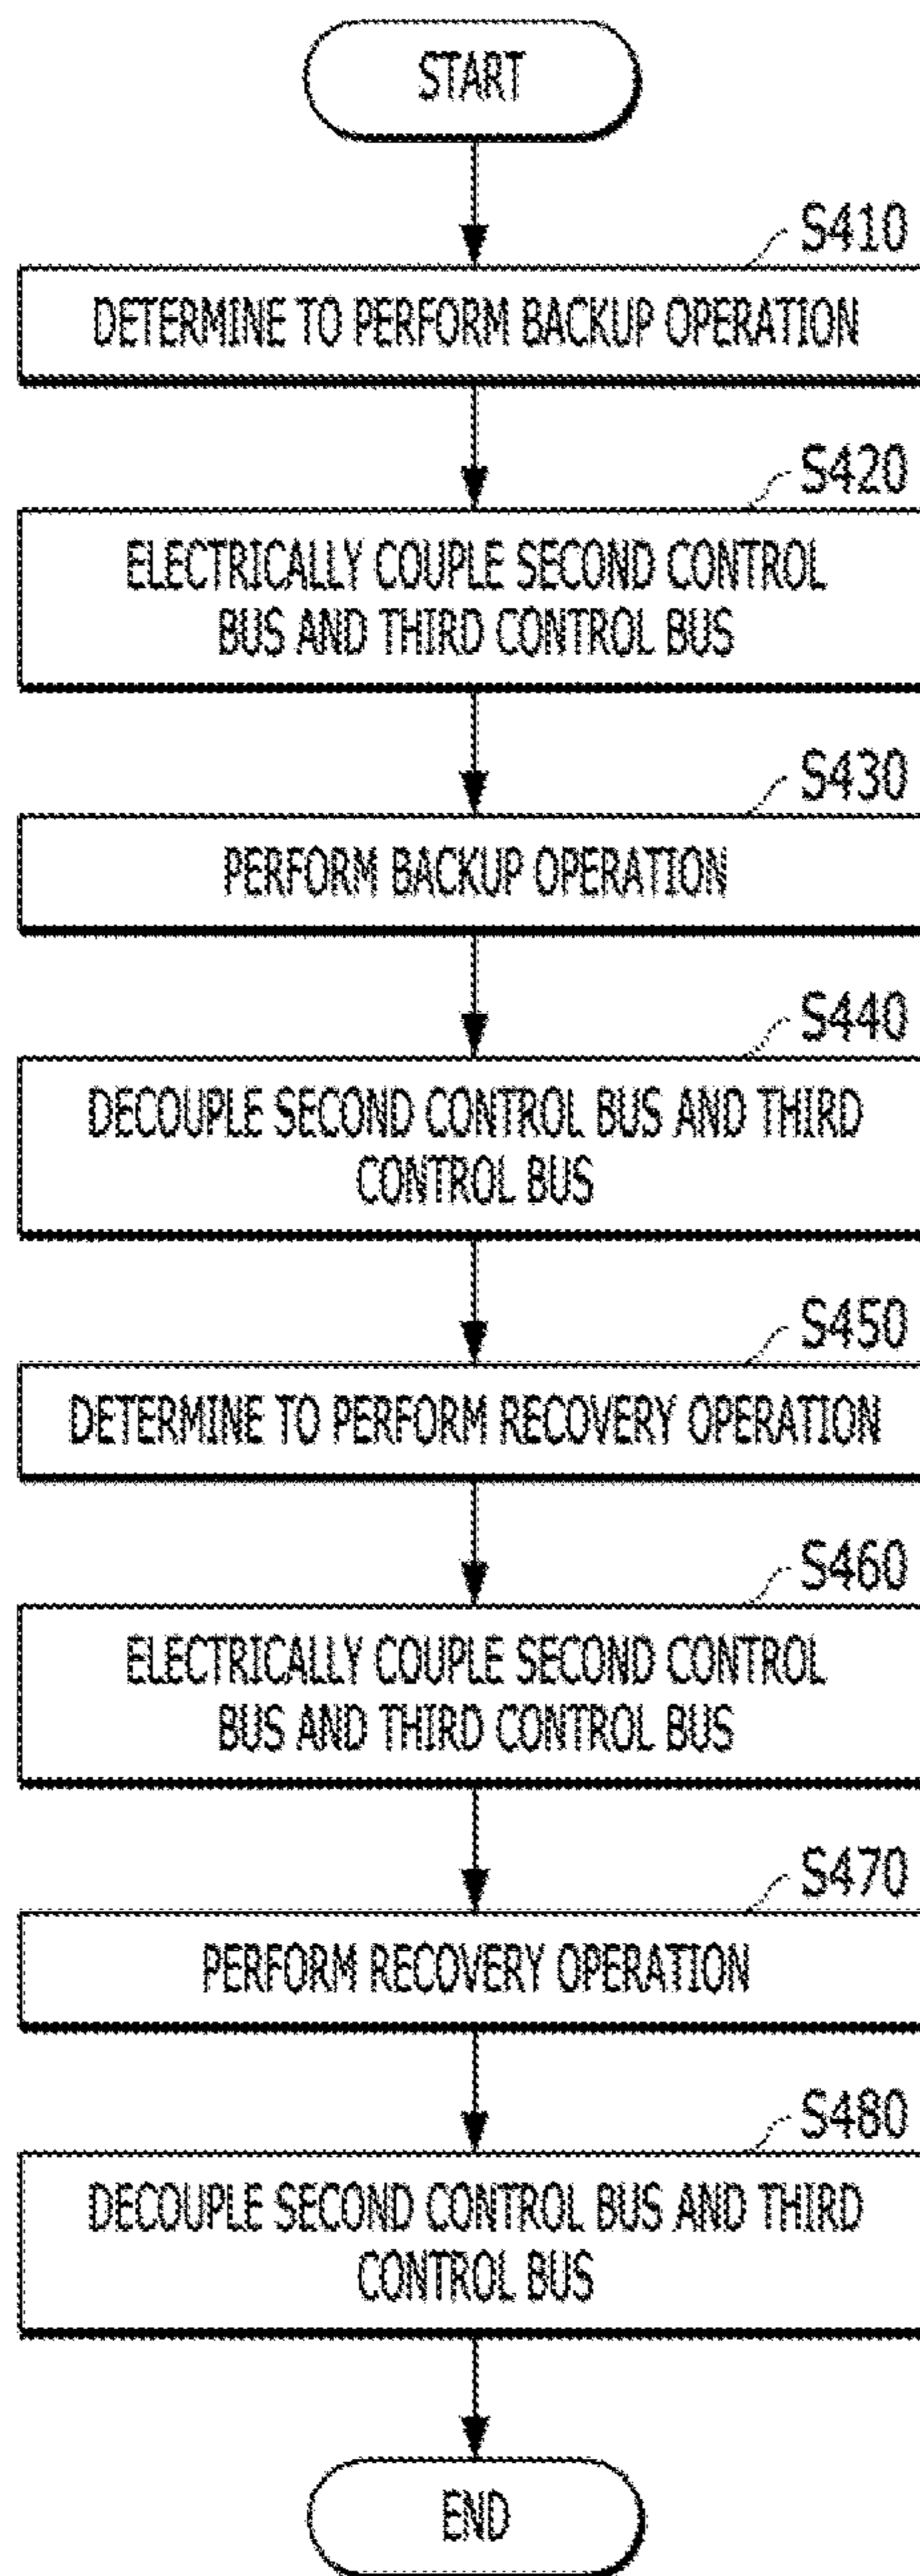 START
S410
DETERMINE TO PERFORM BACKUP OPERATION
S420
ELECTRICALLY COUPLE SECOND CONTROL
BUS AND THIRD CONTROL BUS
S430
PERFORM BACKUP OPERATION
S440
DECOUPLE SECOND CONTROL BUS AND THIRD
CONTROL BUS
S450
DETERMINE TO PERFORM RECOVERY OPERATION
S460
ELECTRICALLY COUPLE SECOND CONTROL
BUS AND THIRD CONTROL BUS
S470
PERFORM RECOVERY OPERATION
S480
DECOUPLE SECOND CONTROL BUS AND THIRD
CONTROL BUS
END